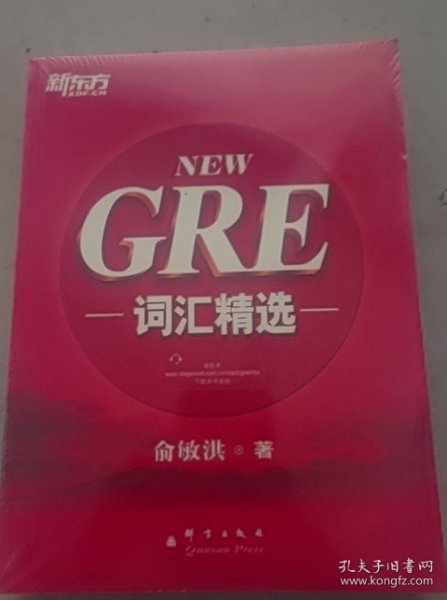 新东方
XDF.CN
NEW
GRE
词汇精选
俞敏洪 著
群言出版社
Qunyan Press
孔夫子旧书网
www.kongfz.com